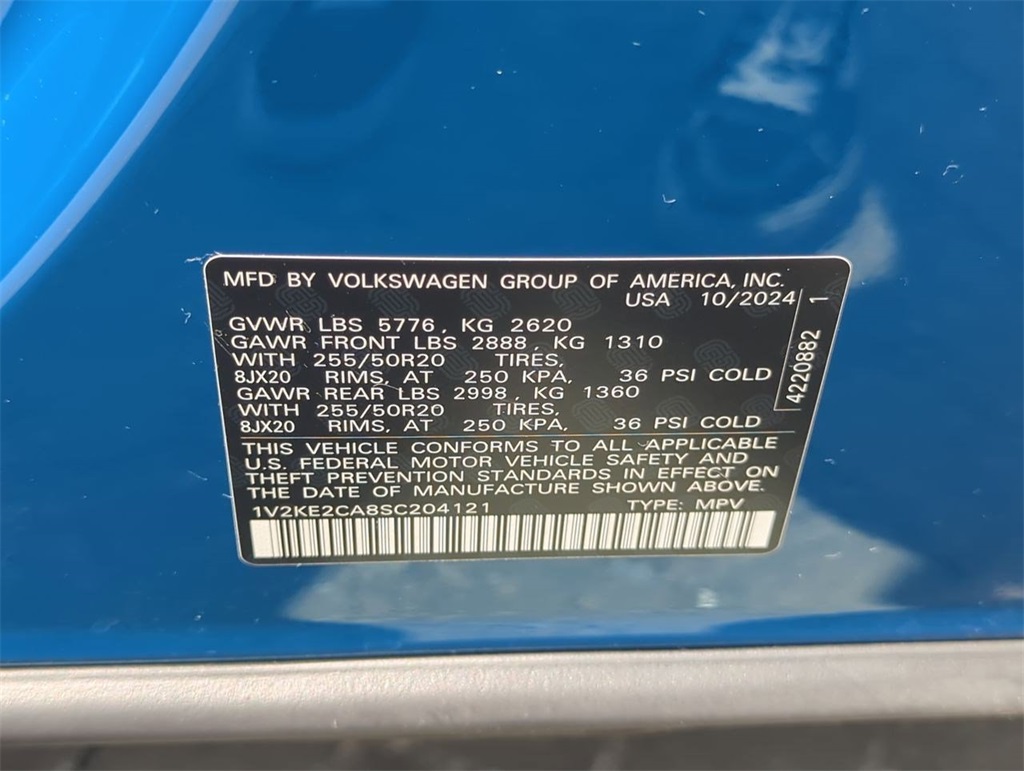 MFD BY VOLKSWAGEN GROUP OF AMERICA, INC.
USA 10/2024
GVWR LBS 5776, KG 2620
GAWR FRONT LBS 2888, KG 1310
WITH 255/50R20 TIRES,
8JX20 RIMS, AT 250 KPA, 36 PSI COLD
GAWR REAR LBS 2998, KG 1360
WITH 255/50R20 TIRES,
8JX20 RIMS, AT 250 KPA, 36 PSI COLD
THIS VEHICLE CONFORMS TO ALL APPLICABLE
U.S. FEDERAL MOTOR VEHICLE SAFETY AND
THEFT PREVENTION STANDARDS IN EFFECT ON
THE DATE OF MANUFACTURE SHOWN ABOVE.
1V2KE2CA8SC204121 TYPE: MPV
4220882 1